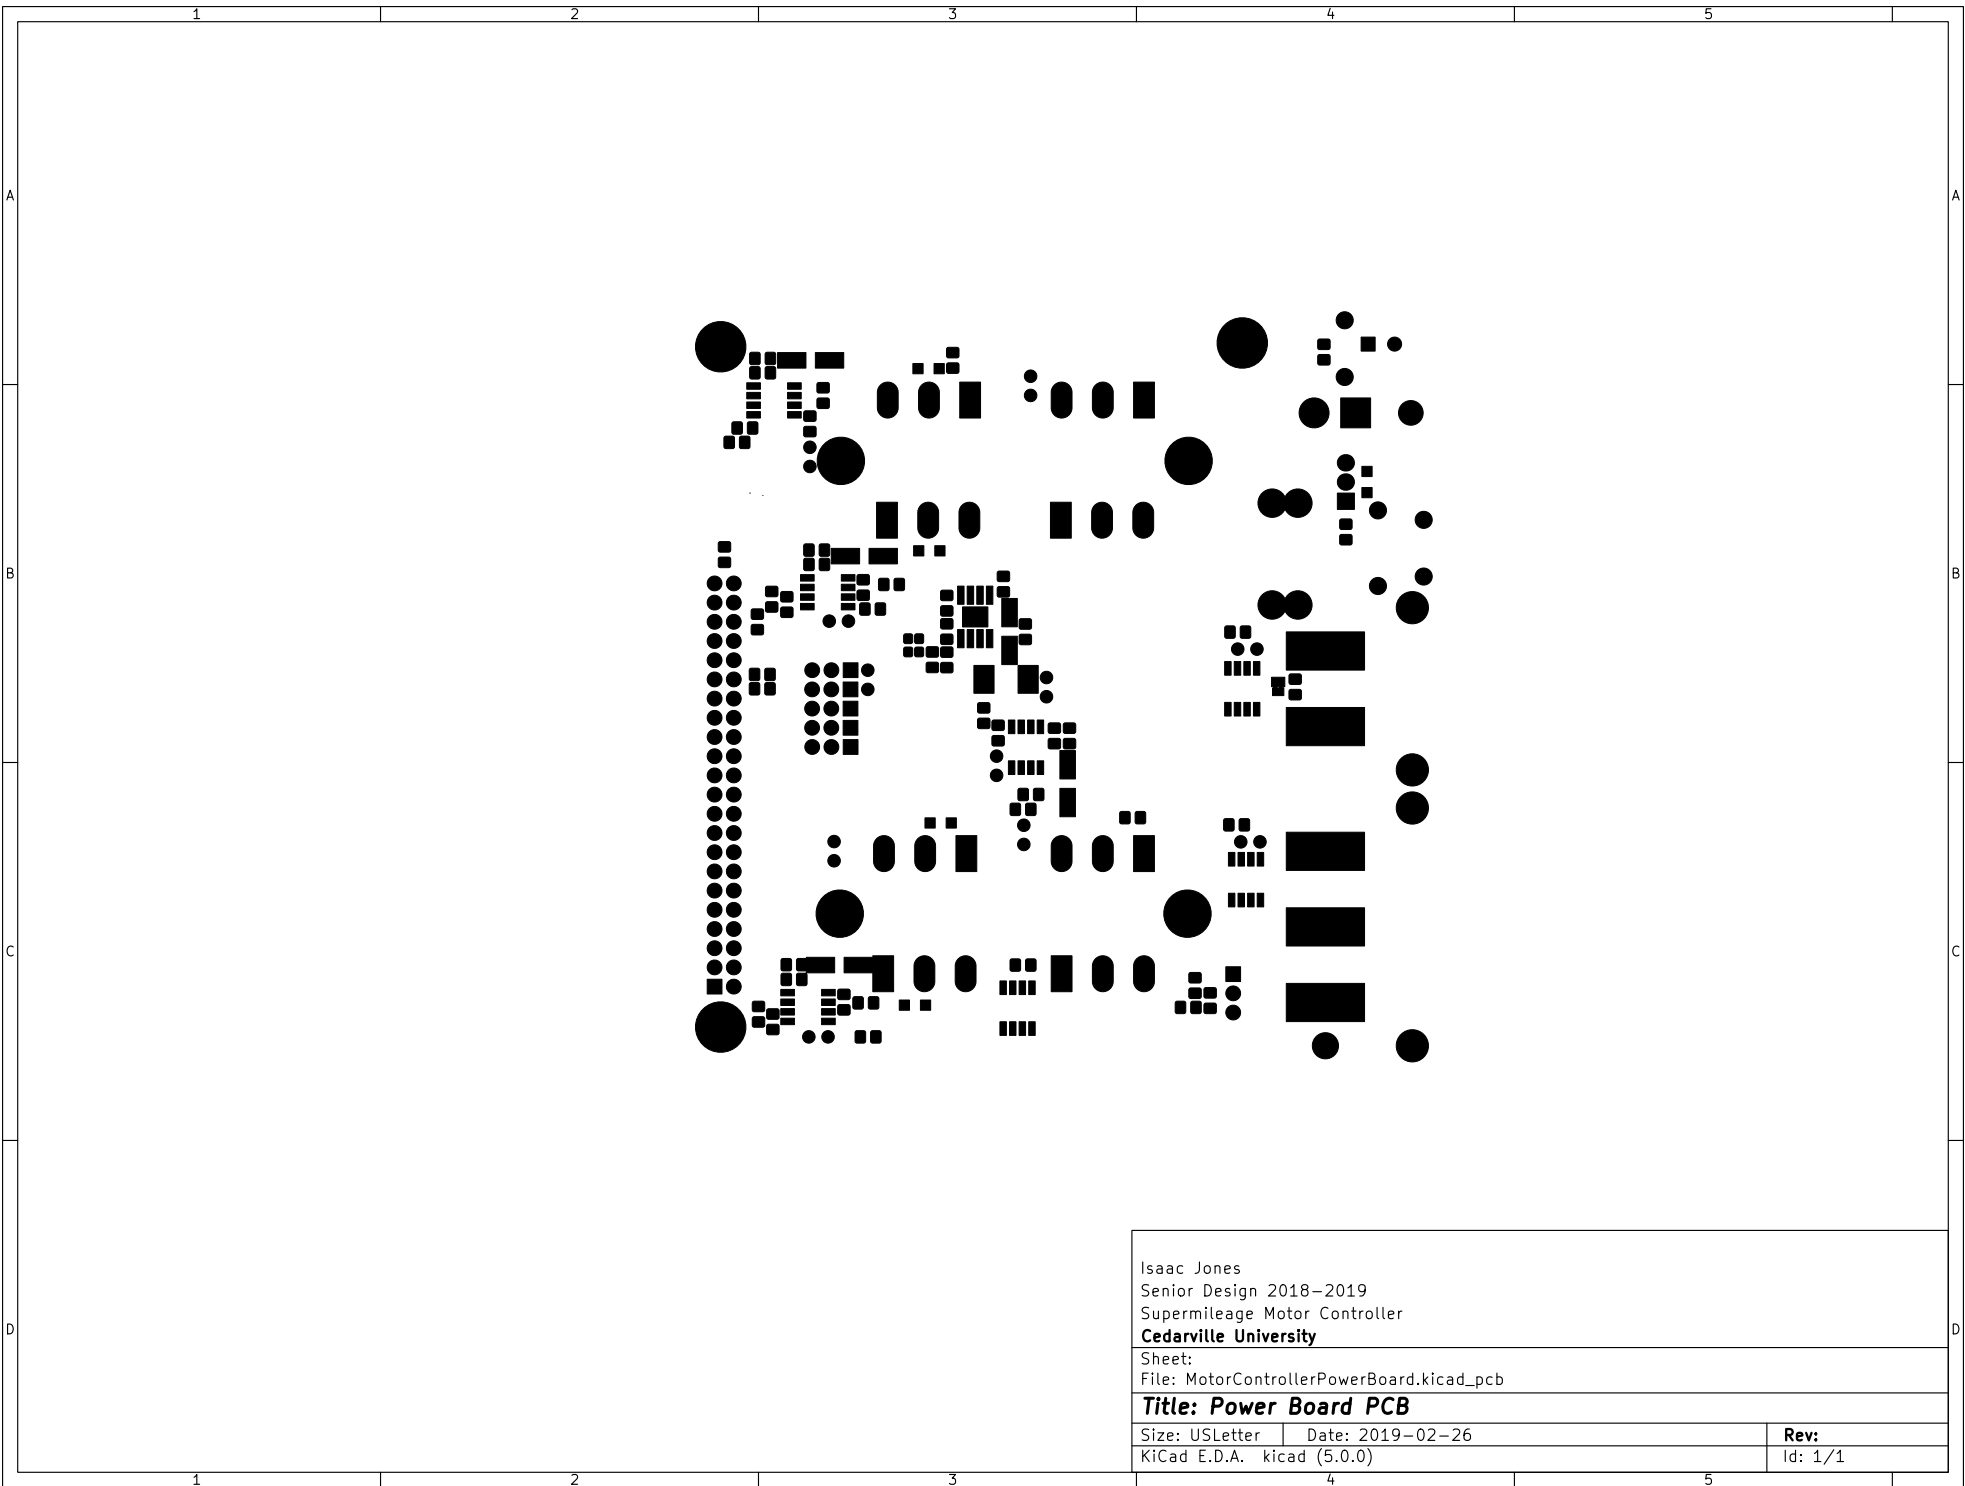 1 2 3 4 5
A A
B B
C C
D D
Isaac Jones
Senior Design 2018-2019
Supermileage Motor Controller
Cedarville University
Sheet:
File: MotorControllerPowerBoard.kicad_pcb
Title: Power Board PCB
Size: USLetter Date: 2019-02-26 Rev:
KiCad E.D.A. kicad (5.0.0) Id: 1/1
1 2 3 4 5